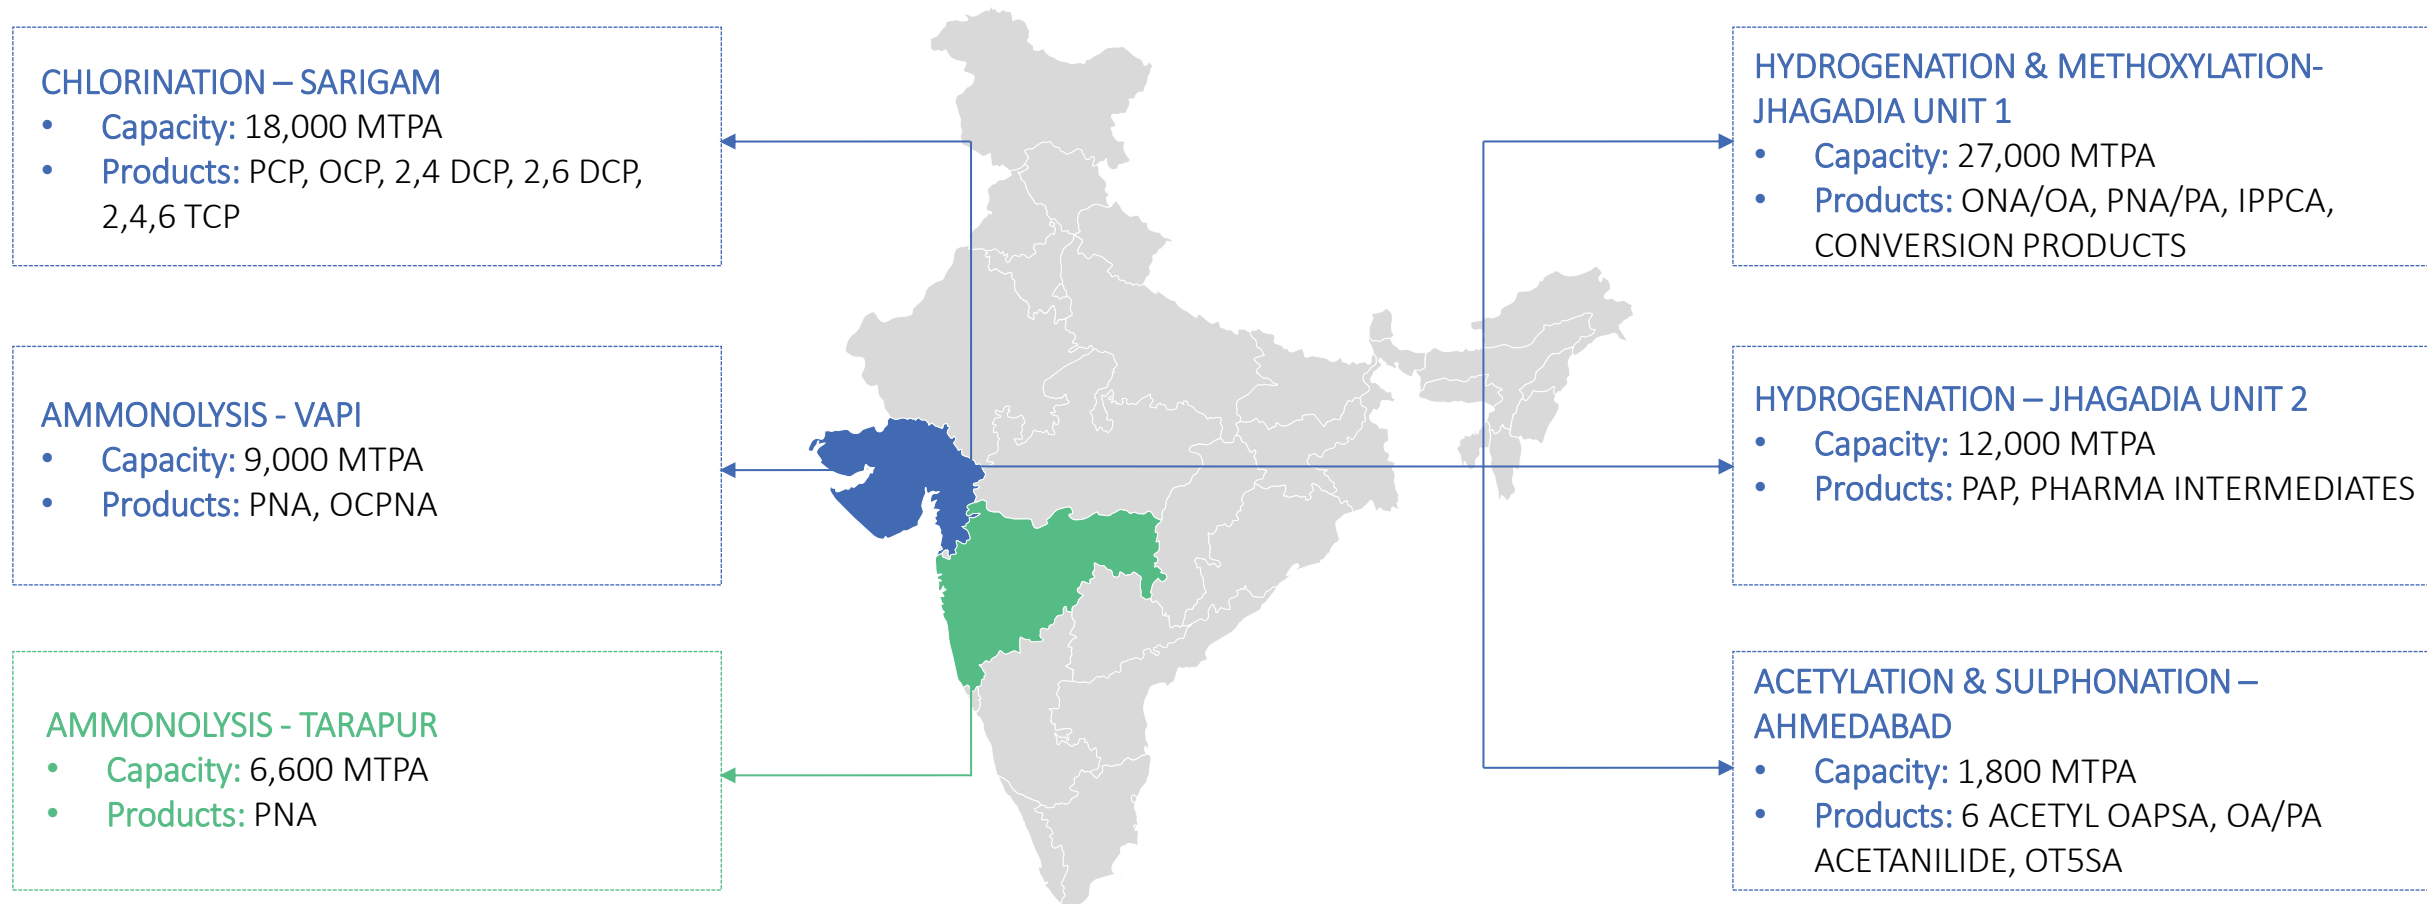 CHLORINATION – SARIGAM
• Capacity: 18,000 MTPA
• Products: PCP, OCP, 2,4 DCP, 2,6 DCP,
2,4,6 TCP
AMMONOLYSIS - VAPI
• Capacity: 9,000 MTPA
• Products: PNA, OCPNA
AMMONOLYSIS - TARAPUR
• Capacity: 6,600 MTPA
• Products: PNA
HYDROGENATION & METHOXYLATION-
JHAGADIA UNIT 1
• Capacity: 27,000 MTPA
• Products: ONA/OA, PNA/PA, IPPCA,
CONVERSION PRODUCTS
HYDROGENATION – JHAGADIA UNIT 2
• Capacity: 12,000 MTPA
• Products: PAP, PHARMA INTERMEDIATES
ACETYLATION & SULPHONATION –
AHMEDABAD
• Capacity: 1,800 MTPA
• Products: 6 ACETYL OAPSA, OA/PA
ACETANILIDE, OT5SA